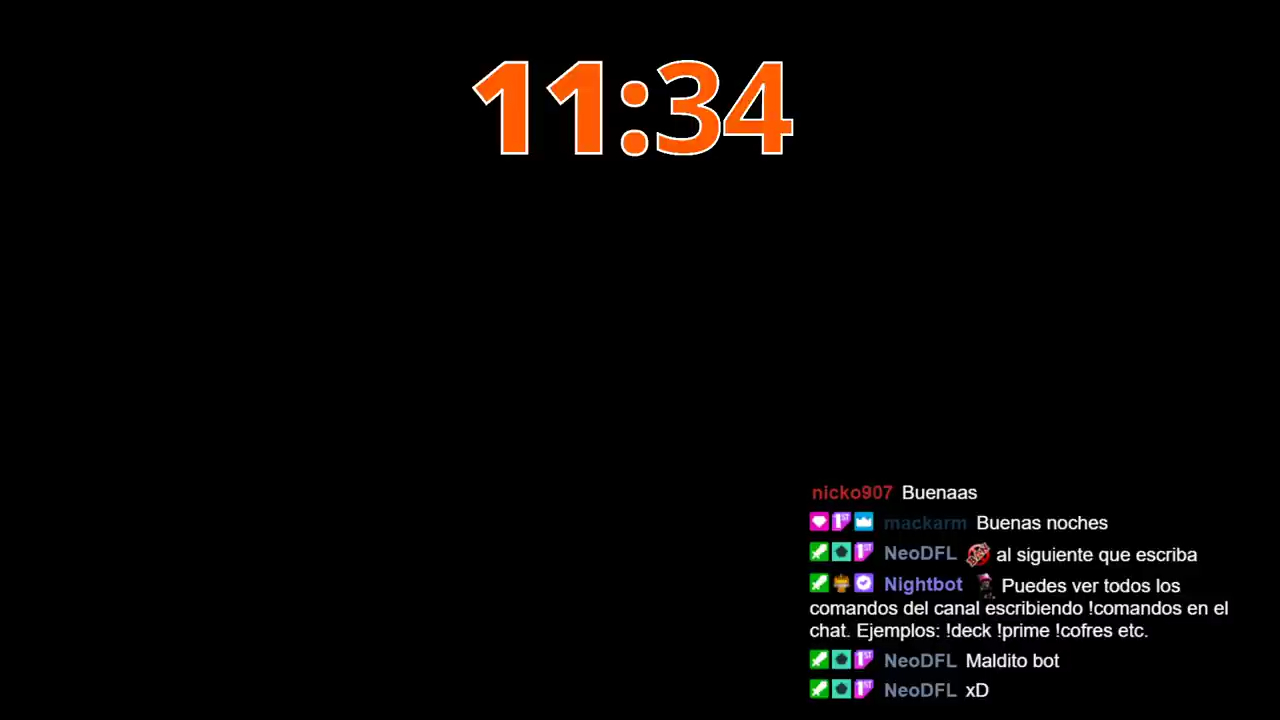 11:34
nicko907 Buenaas
mackarm Buenas noches
NeoDFL al siguiente que escriba
Nightbot Puedes ver todos los
comandos del canal escribiendo !comandos en el
chat. Ejemplos: !deck !prime !cofres etc.
NeoDFL Maldito bot
NeoDFL xD